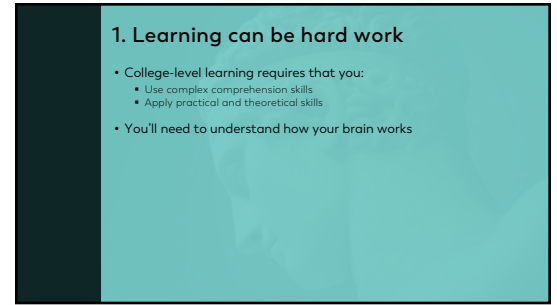 1. Learning can be hard work
• College-level learning requires that you:
• Use complex comprehension skills
• Apply practical and theoretical skills
• You'll need to understand how your brain works